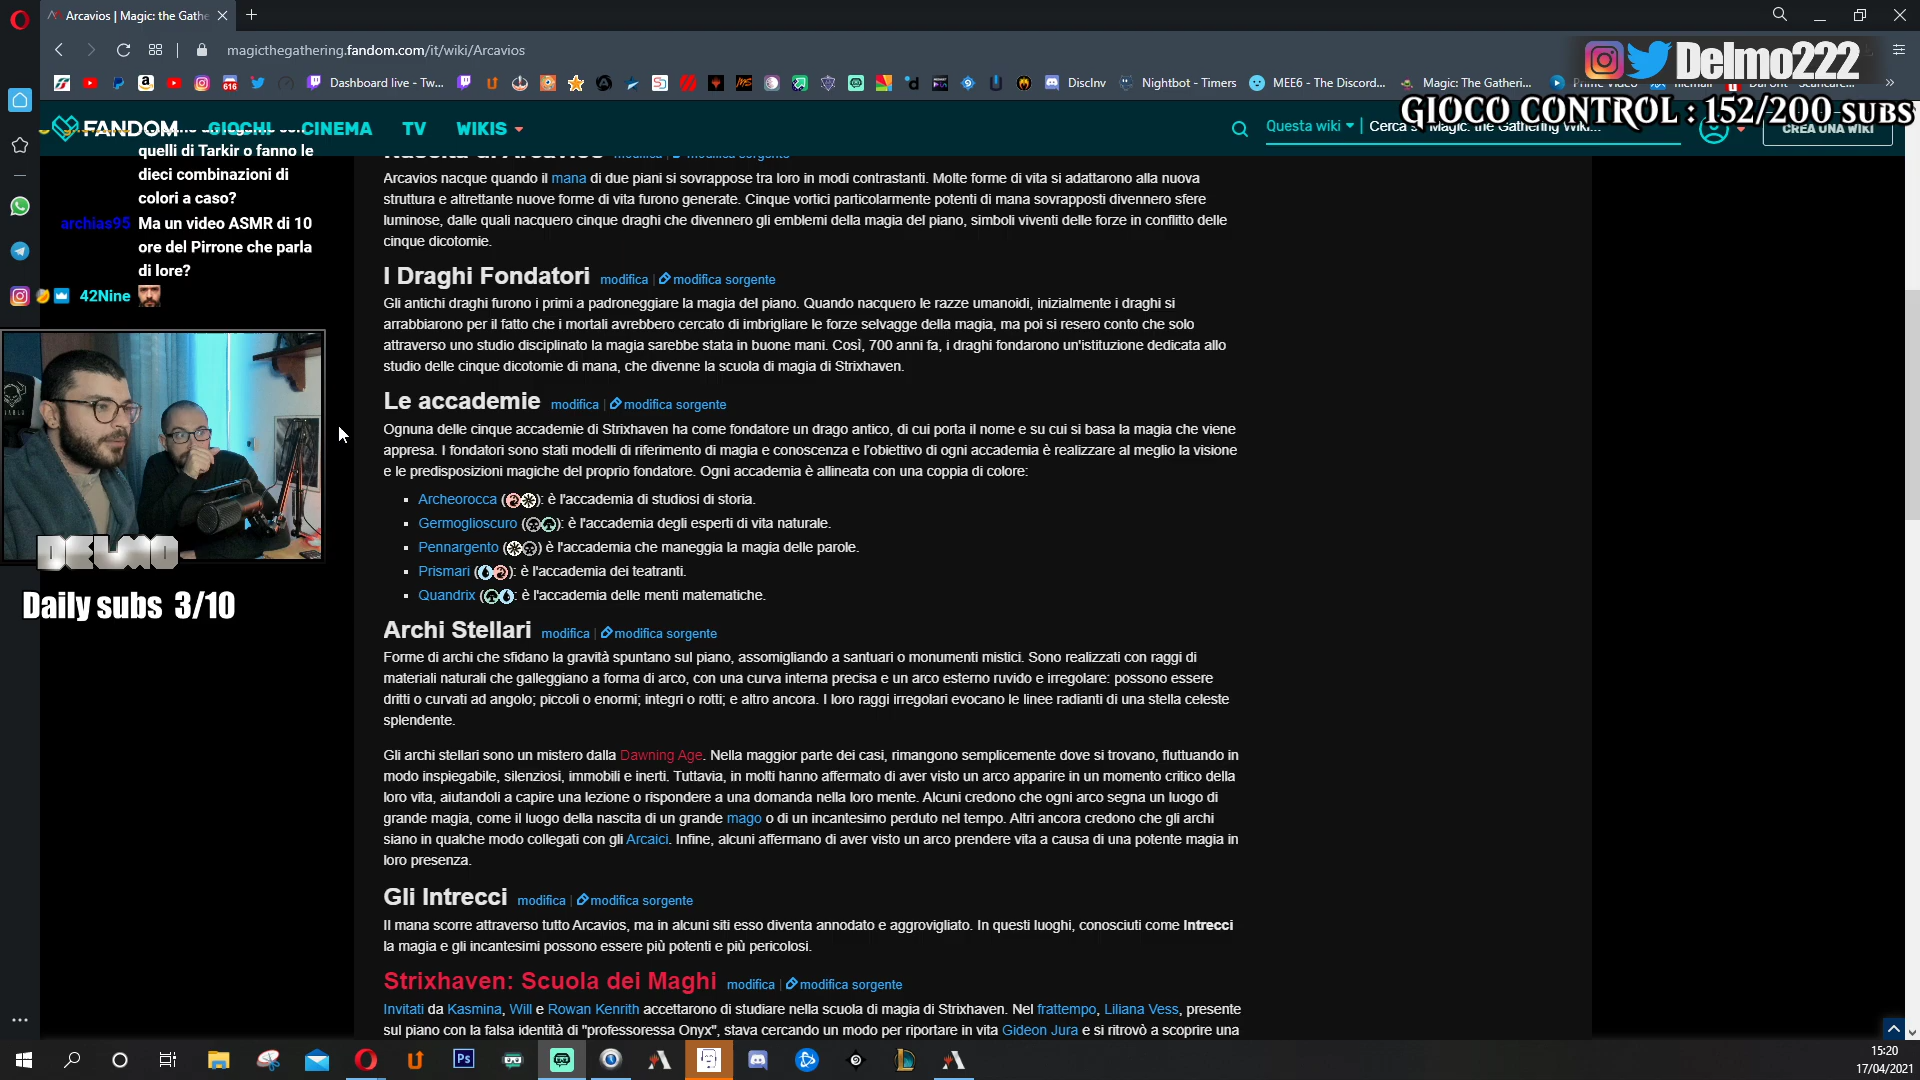 Arcavios | Magic: the Gathe
magicthegathering.fandom.com/it/wiki/Arcavios
Delmo222
Dashboard live - Tw...
DiscInv
Nightbot - Timers
MEE6 - The Discord...
Magic: The Gatheri...
Prime Video
GIOCO CONTROL : 152/200 SUBS
FANDOM
GIOCHI
CINEMA
TV
WIKIS
Questa wiki
CREA UNA WIKI
quelli di Tarkir o fanno le
dieci combinazioni di
colori a caso?
archias95 Ma un video ASMR di 10
ore del Pirrone che parla
di lore?
42Nine
DELMO
Daily subs 3/10
Nascita di Arcavios modifica | modifica sorgente
Arcavios nacque quando il mana di due piani si sovrappose tra loro in modi contrastanti. Molte forme di vita si adattarono alla nuova
struttura e altrettante nuove forme di vita furono generate. Cinque vortici particolarmente potenti di mana sovrapposti divennero sfere
luminose, dalle quali nacquero cinque draghi che divennero gli emblemi della magia del piano, simboli viventi delle forze in conflitto delle
cinque dicotomie.
I Draghi Fondatori modifica | modifica sorgente
Gli antichi draghi furono i primi a padroneggiare la magia del piano. Quando nacquero le razze umanoidi, inizialmente i draghi si
arrabbiarono per il fatto che i mortali avrebbero cercato di imbrigliare le forze selvagge della magia, ma poi si resero conto che solo
attraverso uno studio disciplinato la magia sarebbe stata in buone mani. Così, 700 anni fa, i draghi fondarono un'istituzione dedicata allo
studio delle cinque dicotomie di mana, che divenne la scuola di magia di Strixhaven.
Le accademie modifica | modifica sorgente
Ognuna delle cinque accademie di Strixhaven ha come fondatore un drago antico, di cui porta il nome e su cui si basa la magia che viene
appresa. I fondatori sono stati modelli di riferimento di magia e conoscenza e l'obiettivo di ogni accademia è realizzare al meglio la visione
e le predisposizioni magiche del proprio fondatore. Ogni accademia è allineata con una coppia di colore:
Archeorocca (): è l'accademia di studiosi di storia.
Germoglioscuro (): è l'accademia degli esperti di vita naturale.
Pennargento () è l'accademia che maneggia la magia delle parole.
Prismari (): è l'accademia dei teatranti.
Quandrix (: è l'accademia delle menti matematiche.
Archi Stellari modifica | modifica sorgente
Forme di archi che sfidano la gravità spuntano sul piano, assomigliando a santuari o monumenti mistici. Sono realizzati con raggi di
materiali naturali che galleggiano a forma di arco, con una curva interna precisa e un arco esterno ruvido e irregolare: possono essere
dritti o curvati ad angolo; piccoli o enormi; integri o rotti; e altro ancora. I loro raggi irregolari evocano le linee radianti di una stella celeste
splendente.
Gli archi stellari sono un mistero dalla Dawning Age. Nella maggior parte dei casi, rimangono semplicemente dove si trovano, fluttuando in
modo inspiegabile, silenziosi, immobili e inerti. Tuttavia, in molti hanno affermato di aver visto un arco apparire in un momento critico della
loro vita, aiutandoli a capire una lezione o rispondere a una domanda nella loro mente. Alcuni credono che ogni arco segna un luogo di
grande magia, come il luogo della nascita di un grande mago o di un incantesimo perduto nel tempo. Altri ancora credono che gli archi
siano in qualche modo collegati con gli Arcaici. Infine, alcuni affermano di aver visto un arco prendere vita a causa di una potente magia in
loro presenza.
Gli Intrecci modifica | modifica sorgente
Il mana scorre attraverso tutto Arcavios, ma in alcuni siti esso diventa annodato e aggrovigliato. In questi luoghi, conosciuti come Intrecci
la magia e gli incantesimi possono essere più potenti e più pericolosi.
Strixhaven: Scuola dei Maghi modifica | modifica sorgente
Invitati da Kasmina, Will e Rowan Kenrith accettarono di studiare nella scuola di magia di Strixhaven. Nel frattempo, Liliana Vess, presente
sul piano con la falsa identità di "professoressa Onyx", stava cercando un modo per riportare in vita Gideon Jura e si ritrovò a scoprire una
15:20
17/04/2021